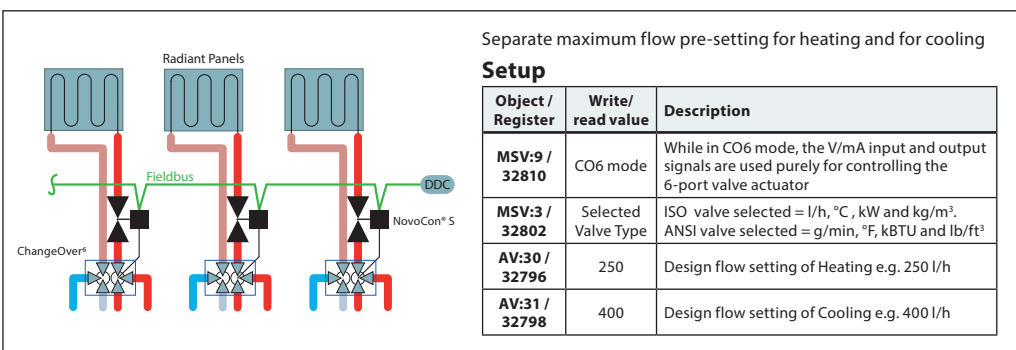 Separate maximum flow pre-setting for heating and for cooling
Radiant Panels
Fieldbus
DDC
NovoCon® S
ChangeOver⁶
Setup
Object / Register
Write/ read value
Description
MSV:9 / 32810
CO6 mode
While in CO6 mode, the V/mA input and output
signals are used purely for controlling the
6-port valve actuator
MSV:3 / 32802
Selected Valve Type
ISO valve selected = l/h, °C , kW and kg/m³.
ANSI valve selected = g/min, °F, kBTU and lb/ft³
AV:30 / 32796
250
Design flow setting of Heating e.g. 250 l/h
AV:31 / 32798
400
Design flow setting of Cooling e.g. 400 l/h